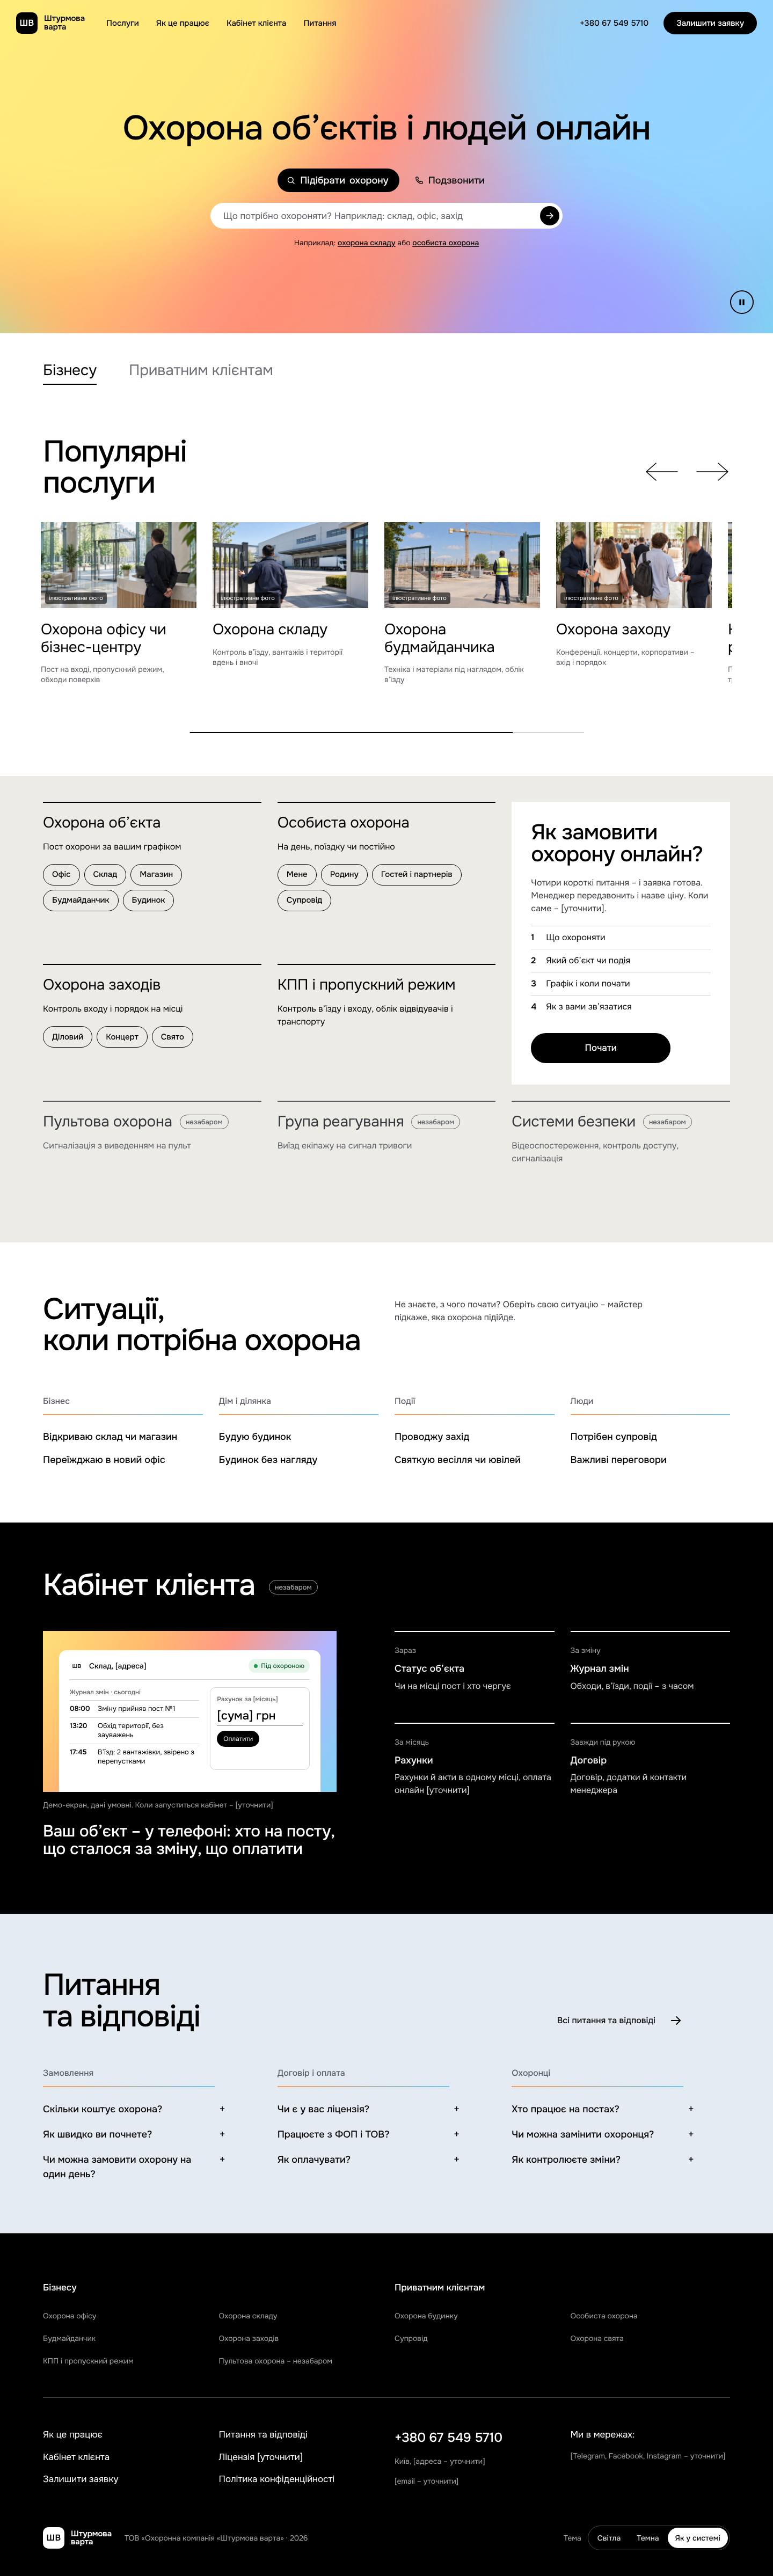 ШВ
Штурмова
варта
Послуги
Як це працює
Кабінет клієнта
Питання
+380 67 549 5710
Залишити заявку
Охорона об’єктів і людей онлайн
Підібрати охорону
Подзвонити
Що потрібно охороняти? Наприклад: склад, офіс, захід
Наприклад: охорона складу або особиста охорона
Бізнесу
Приватним клієнтам
Популярні
послуги
ілюстративне фото
ілюстративне фото
ілюстративне фото
ілюстративне фото
Охорона офісу чи
бізнес-центру
Пост на вході, пропускний режим,
обходи поверхів
Охорона складу
Контроль в’їзду, вантажів і території
вдень і вночі
Охорона
будмайданчика
Техніка і матеріали під наглядом, облік
в’їзду
Охорона заходу
Конференції, концерти, корпоративи –
вхід і порядок
Охорона об’єкта
Пост охорони за вашим графіком
Офіс
Склад
Магазин
Будмайданчик
Будинок
Особиста охорона
На день, поїздку чи постійно
Мене
Родину
Гостей і партнерів
Супровід
Як замовити
охорону онлайн?
Чотири короткі питання – і заявка готова.
Менеджер передзвонить і назве ціну. Коли
саме – [уточнити].
1 Що охороняти
2 Який об’єкт чи подія
3 Графік і коли почати
4 Як з вами зв’язатися
Почати
Охорона заходів
Контроль входу і порядок на місці
Діловий
Концерт
Свято
КПП і пропускний режим
Контроль в’їзду і входу, облік відвідувачів і
транспорту
Пультова охорона
незабаром
Сигналізація з виведенням на пульт
Група реагування
незабаром
Виїзд екіпажу на сигнал тривоги
Системи безпеки
незабаром
Відеоспостереження, контроль доступу,
сигналізація
Ситуації,
коли потрібна охорона
Не знаєте, з чого почати? Оберіть свою ситуацію – майстер
підкаже, яка охорона підійде.
Бізнес
Відкриваю склад чи магазин
Переїжджаю в новий офіс
Дім і ділянка
Будую будинок
Будинок без нагляду
Події
Проводжу захід
Святкую весілля чи ювілей
Люди
Потрібен супровід
Важливі переговори
Кабінет клієнта
незабаром
ШВ
Склад, [адреса]
Під охороною
Журнал змін · сьогодні
08:00 Зміну прийняв пост №1
13:20 Обхід території, без
зауважень
17:45 В’їзд: 2 вантажівки, звірено з
перепустками
Рахунок за [місяць]
[сума] грн
Оплатити
Демо-екран, дані умовні. Коли запуститься кабінет – [уточнити]
Ваш об’єкт – у телефоні: хто на посту,
що сталося за зміну, що оплатити
Зараз
Статус об’єкта
Чи на місці пост і хто чергує
За зміну
Журнал змін
Обходи, в’їзди, події – з часом
За місяць
Рахунки
Рахунки й акти в одному місці, оплата
онлайн [уточнити]
Завжди під рукою
Договір
Договір, додатки й контакти
менеджера
Питання
та відповіді
Всі питання та відповіді
Замовлення
Скільки коштує охорона? +
Як швидко ви почнете? +
Чи можна замовити охорону на +
один день?
Договір і оплата
Чи є у вас ліцензія? +
Працюєте з ФОП і ТОВ? +
Як оплачувати? +
Охоронці
Хто працює на постах? +
Чи можна замінити охоронця? +
Як контролюєте зміни? +
Бізнесу
Охорона офісу
Охорона складу
Будмайданчик
Охорона заходів
КПП і пропускний режим
Пультова охорона – незабаром
Приватним клієнтам
Охорона будинку
Особиста охорона
Супровід
Охорона свята
Як це працює
Кабінет клієнта
Залишити заявку
Питання та відповіді
Ліцензія [уточнити]
Політика конфіденційності
+380 67 549 5710
Київ, [адреса – уточнити]
[email – уточнити]
Ми в мережах:
[Telegram, Facebook, Instagram – уточнити]
ШВ
Штурмова
варта
ТОВ «Охоронна компанія «Штурмова варта» · 2026
Тема
Світла
Темна
Як у системі